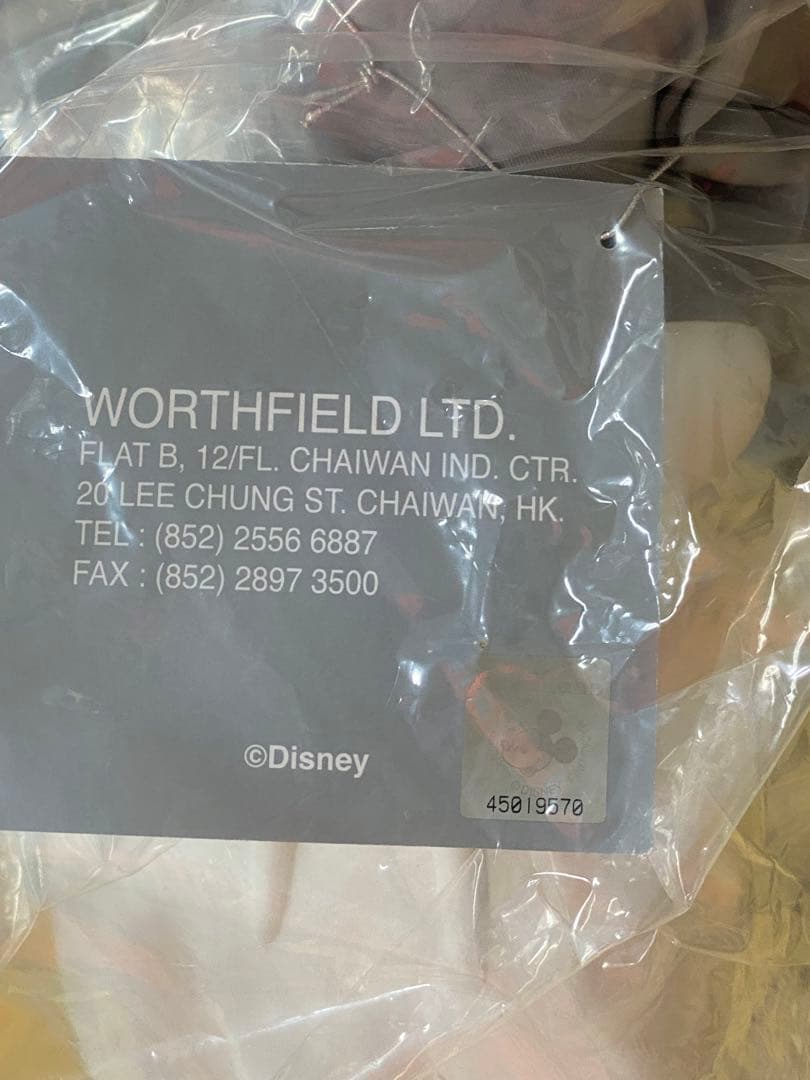 WORTHFIELD LTD.
FLAT B, 12/FL. CHAIWAN IND. CTR.
20 LEE CHUNG ST. CHAIWAN, HK.
TEL : (852) 2556 6887
FAX : (852) 2897 3500
©Disney
©DISNEY
45019570